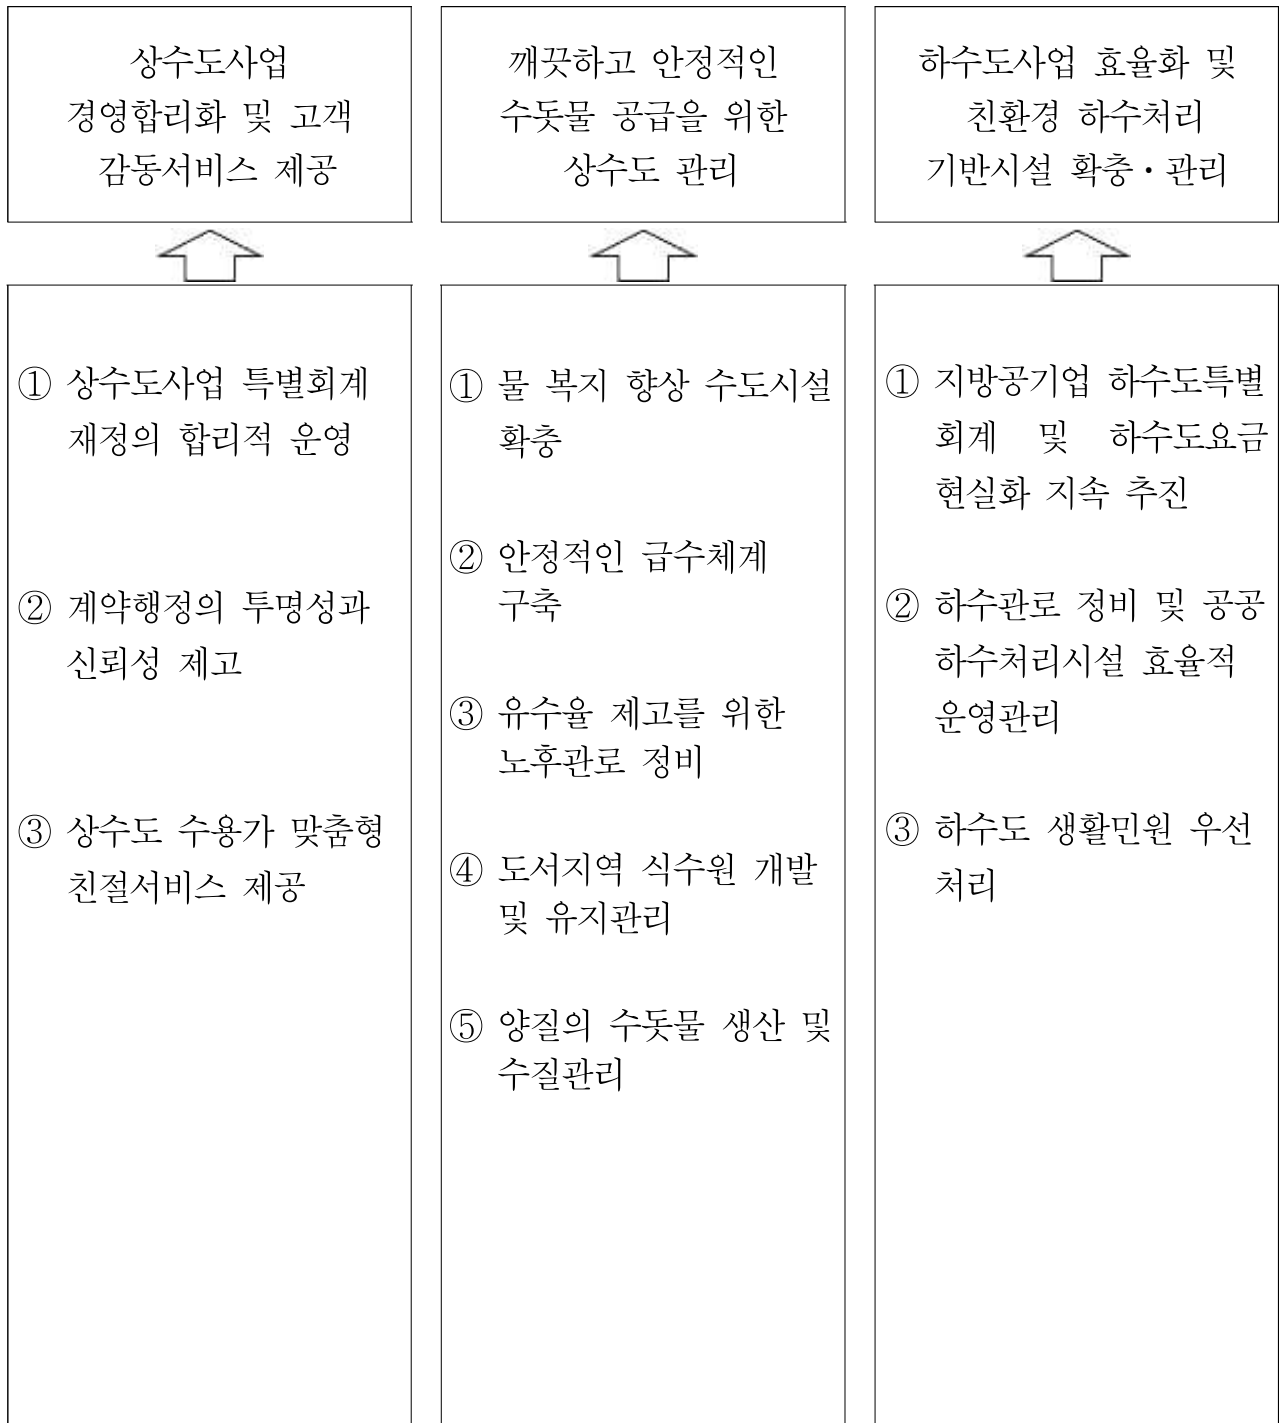 상수도사업
경영합리화 및 고객
감동서비스 제공
깨끗하고 안정적인
수돗물 공급을 위한
상수도 관리
하수도사업 효율화 및
친환경 하수처리
기반시설 확충・관리
① 상수도사업 특별회계
재정의 합리적 운영
② 계약행정의 투명성과
신뢰성 제고
③ 상수도 수용가 맞춤형
친절서비스 제공
① 물 복지 향상 수도시설
확충
② 안정적인 급수체계
구축
③ 유수율 제고를 위한
노후관로 정비
④ 도서지역 식수원 개발
및 유지관리
⑤ 양질의 수돗물 생산 및
수질관리
① 지방공기업 하수도특별
회계 및 하수도요금
현실화 지속 추진
② 하수관로 정비 및 공공
하수처리시설 효율적
운영관리
③ 하수도 생활민원 우선
처리